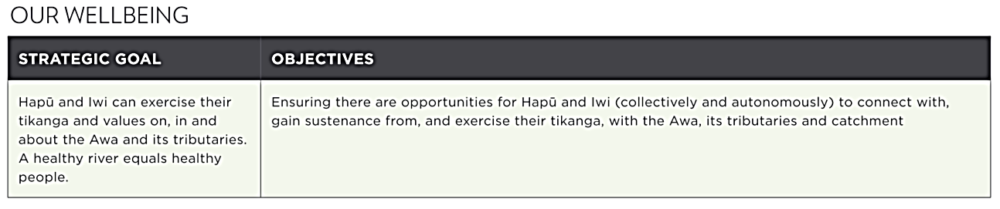 OUR WELLBEING
STRATEGIC GOAL
OBJECTIVES
Hapū and Iwi can exercise their
tikanga and values on, in and
about the Awa and its tributaries.
A healthy river equals healthy
people.
Ensuring there are opportunities for Hapū and Iwi (collectively and autonomously) to connect with,
gain sustenance from, and exercise their tikanga, with the Awa, its tributaries and catchment